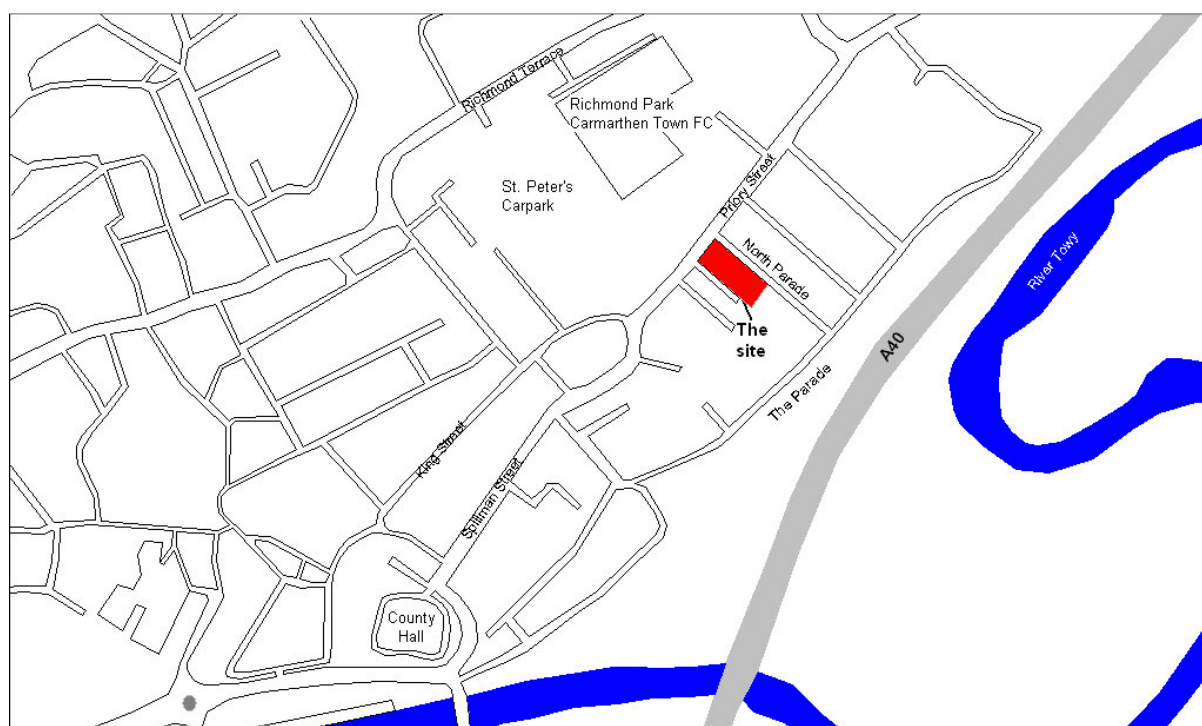 Richmond Terrace
Richmond Park
Carmarthen Town FC
St. Peter's
Carpark
Priory Street
North Parade
River Towy
The
site
A40
The Parade
King Street
Spillman Street
County
Hall